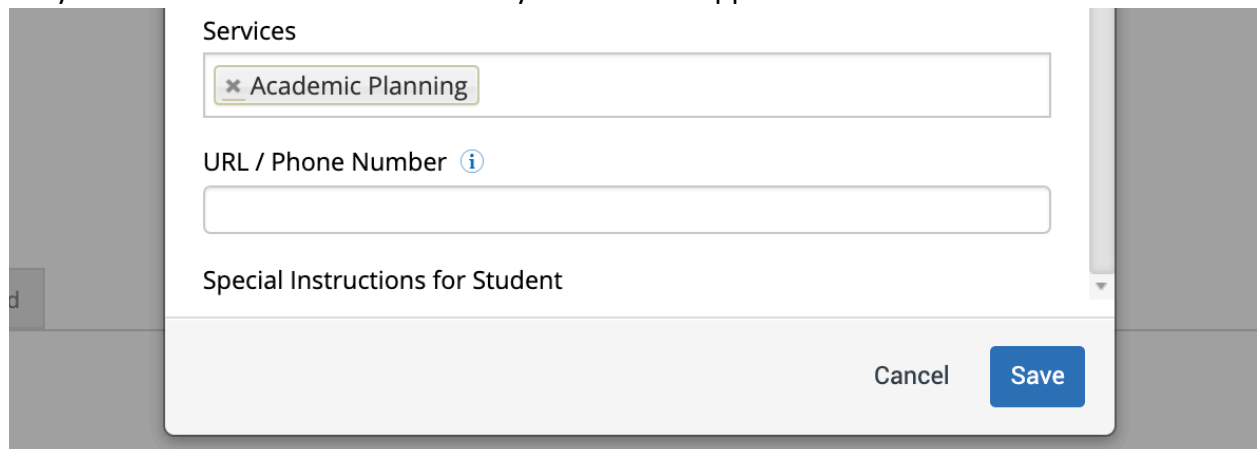 Services
× Academic Planning
URL / Phone Number i
Special Instructions for Student
d
Cancel Save